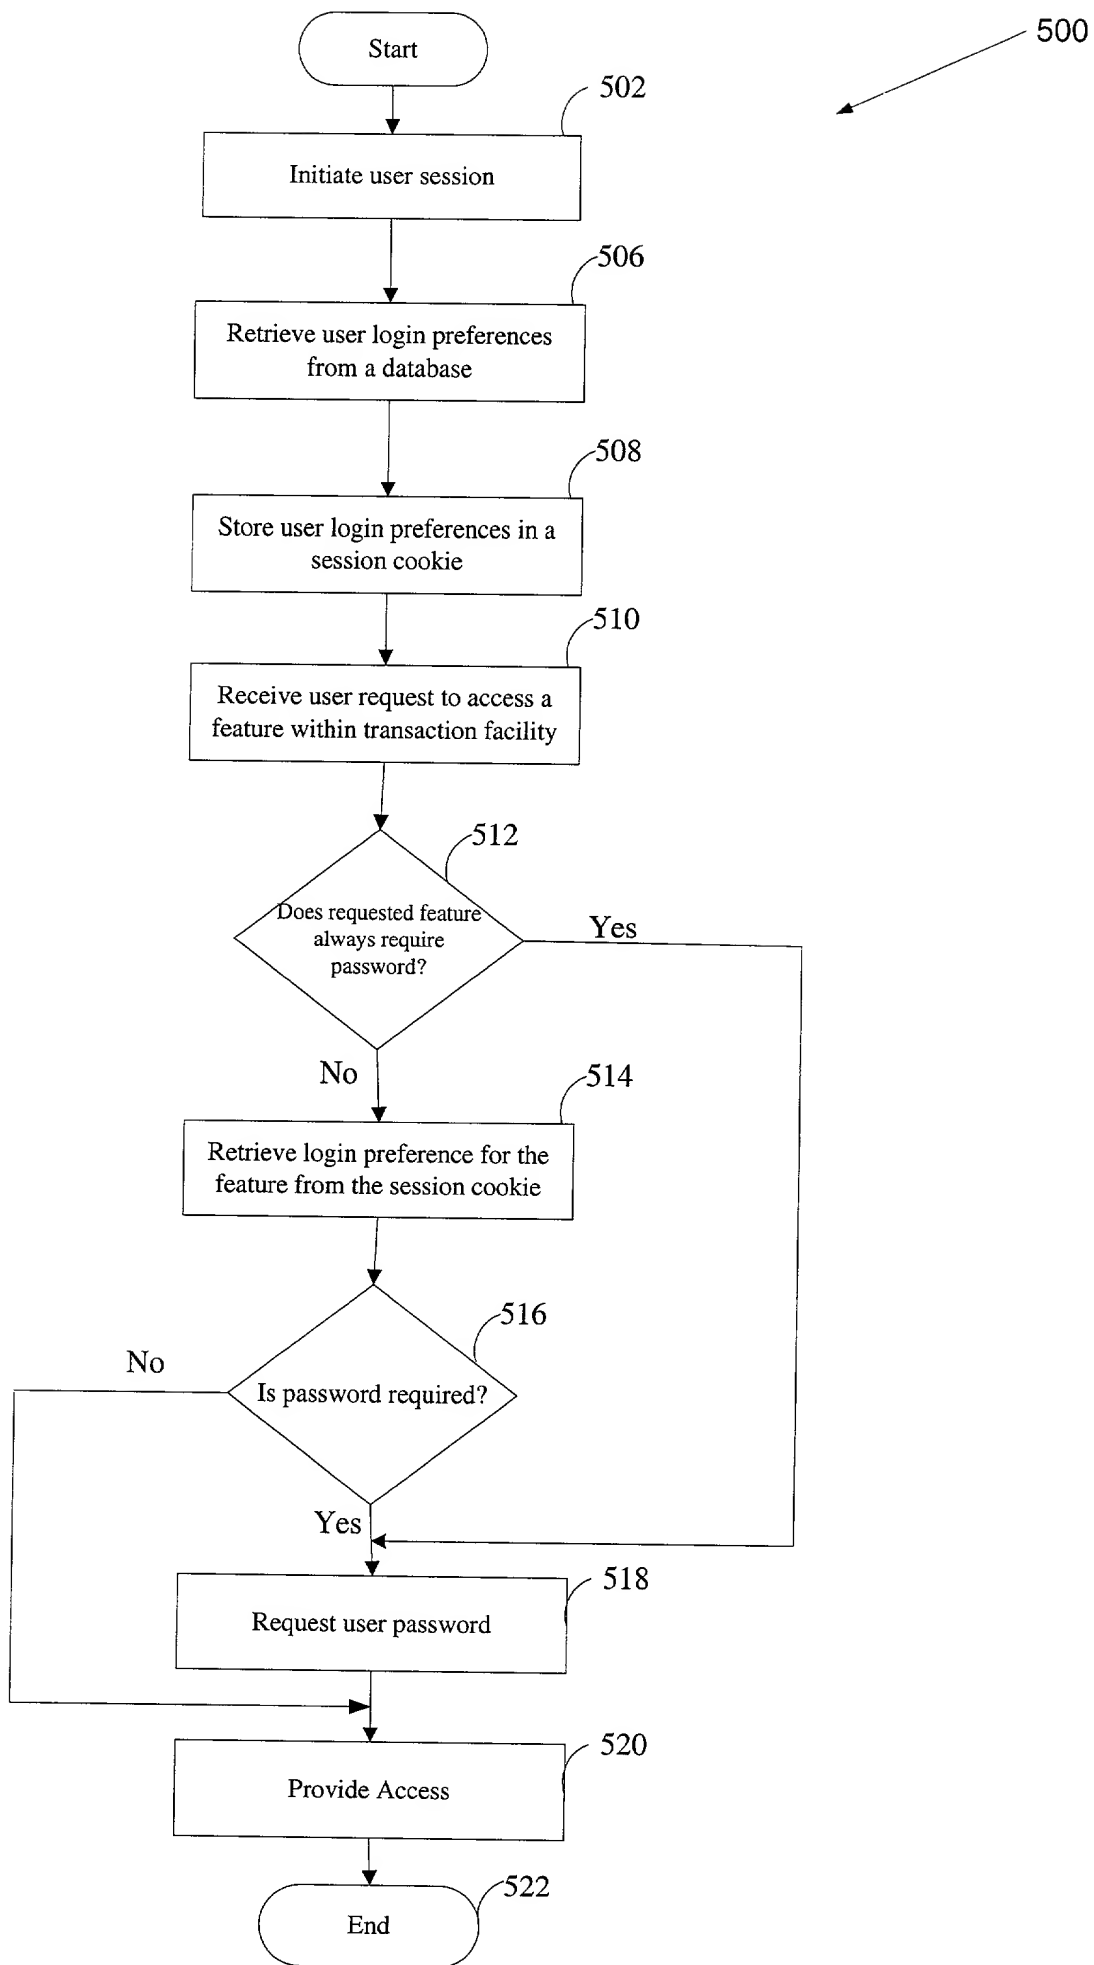 500
Start
502
Initiate user session
506
Retrieve user login preferences
from a database
508
Store user login preferences in a
session cookie
510
Receive user request to access a
feature within transaction facility
512
Does requested feature
always require
password?
Yes
No
514
Retrieve login preference for the
feature from the session cookie
516
No
Is password required?
Yes
518
Request user password
520
Provide Access
522
End